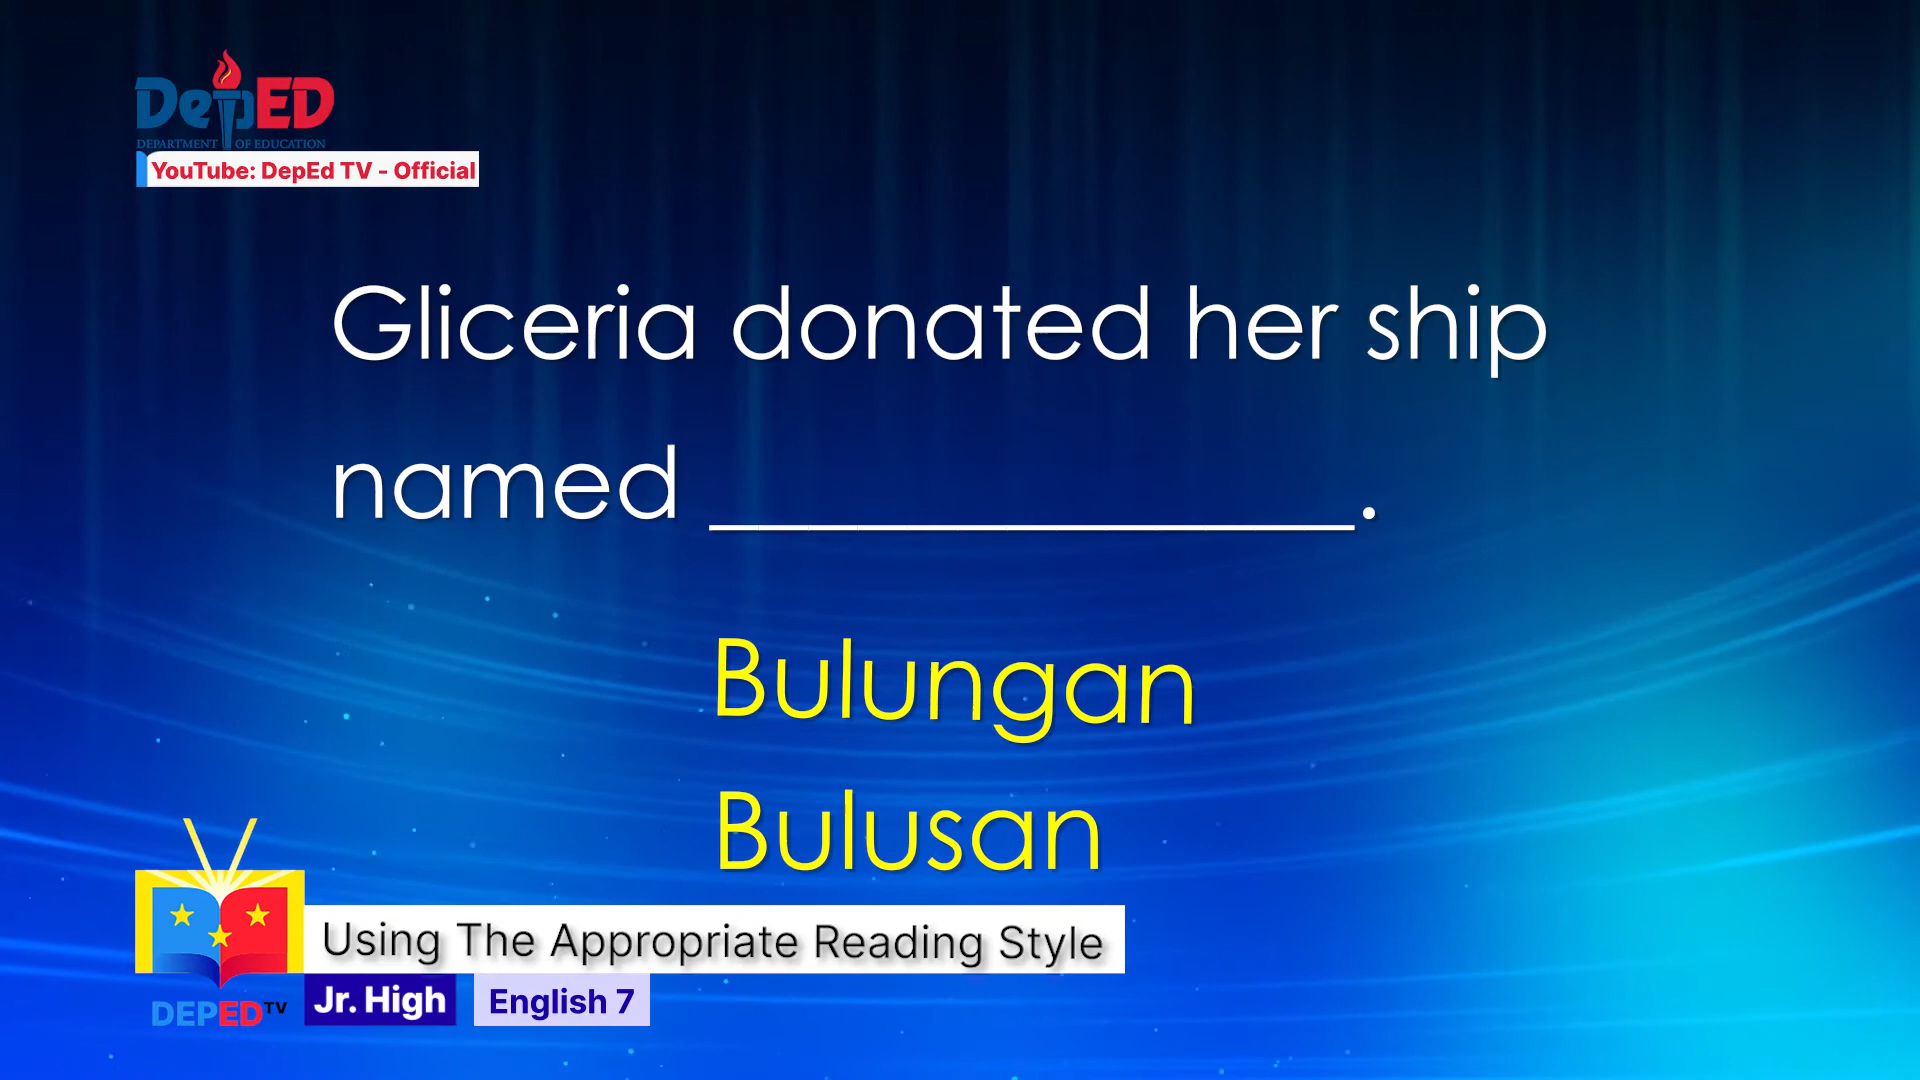 DepED
DEPARTMENT OF EDUCATION
YouTube: DepEd TV - Official
Gliceria donated her ship
named _____________.
Bulungan
Bulusan
Using The Appropriate Reading Style
DEPED TV
Jr. High
English 7